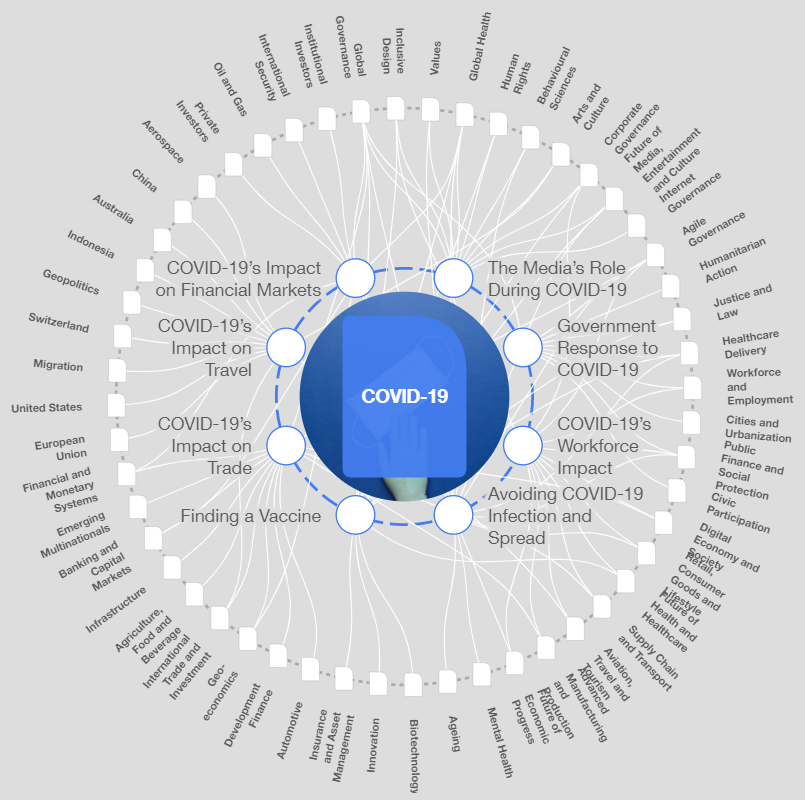 COVID-19
COVID-19's Impact
on Financial Markets
The Media's Role
During COVID-19
COVID-19's
Impact on
Travel
Government
Response to
COVID-19
COVID-19's
Impact on
Trade
COVID-19's
Workforce
Impact
Finding a Vaccine
Avoiding COVID-19
Infection and
Spread
Inclusive
Design
Values
Global Health
Human
Rights
Behavioural
Sciences
Arts and
Culture
Corporate
Governance
Future of
Media,
Entertainment
and Culture
Internet
Governance
Agile
Governance
Humanitarian
Action
Justice and
Law
Healthcare
Delivery
Workforce
and
Employment
Cities and
Urbanization
Public
Finance and
Social
Protection
Civic
Participation
Digital
Economy and
Society
Retail,
Consumer
Goods and
Lifestyle
Future of
Health and
Healthcare
Supply Chain
and Transport
Aviation,
Travel and
Tourism
Advanced
Manufacturing
and
Production
Future of
Economic
Progress
Mental Health
Ageing
Biotechnology
Innovation
Insurance
and Asset
Management
Automotive
Development
Finance
Geo-
economics
International
Trade and
Investment
Agriculture,
Food and
Beverage
Infrastructure
Banking and
Capital
Markets
Emerging
Multinationals
Financial and
Monetary
Systems
European
Union
United States
Migration
Switzerland
Geopolitics
Indonesia
Australia
China
Aerospace
Private
Investors
Oil and Gas
International
Security
Institutional
Investors
Global
Governance